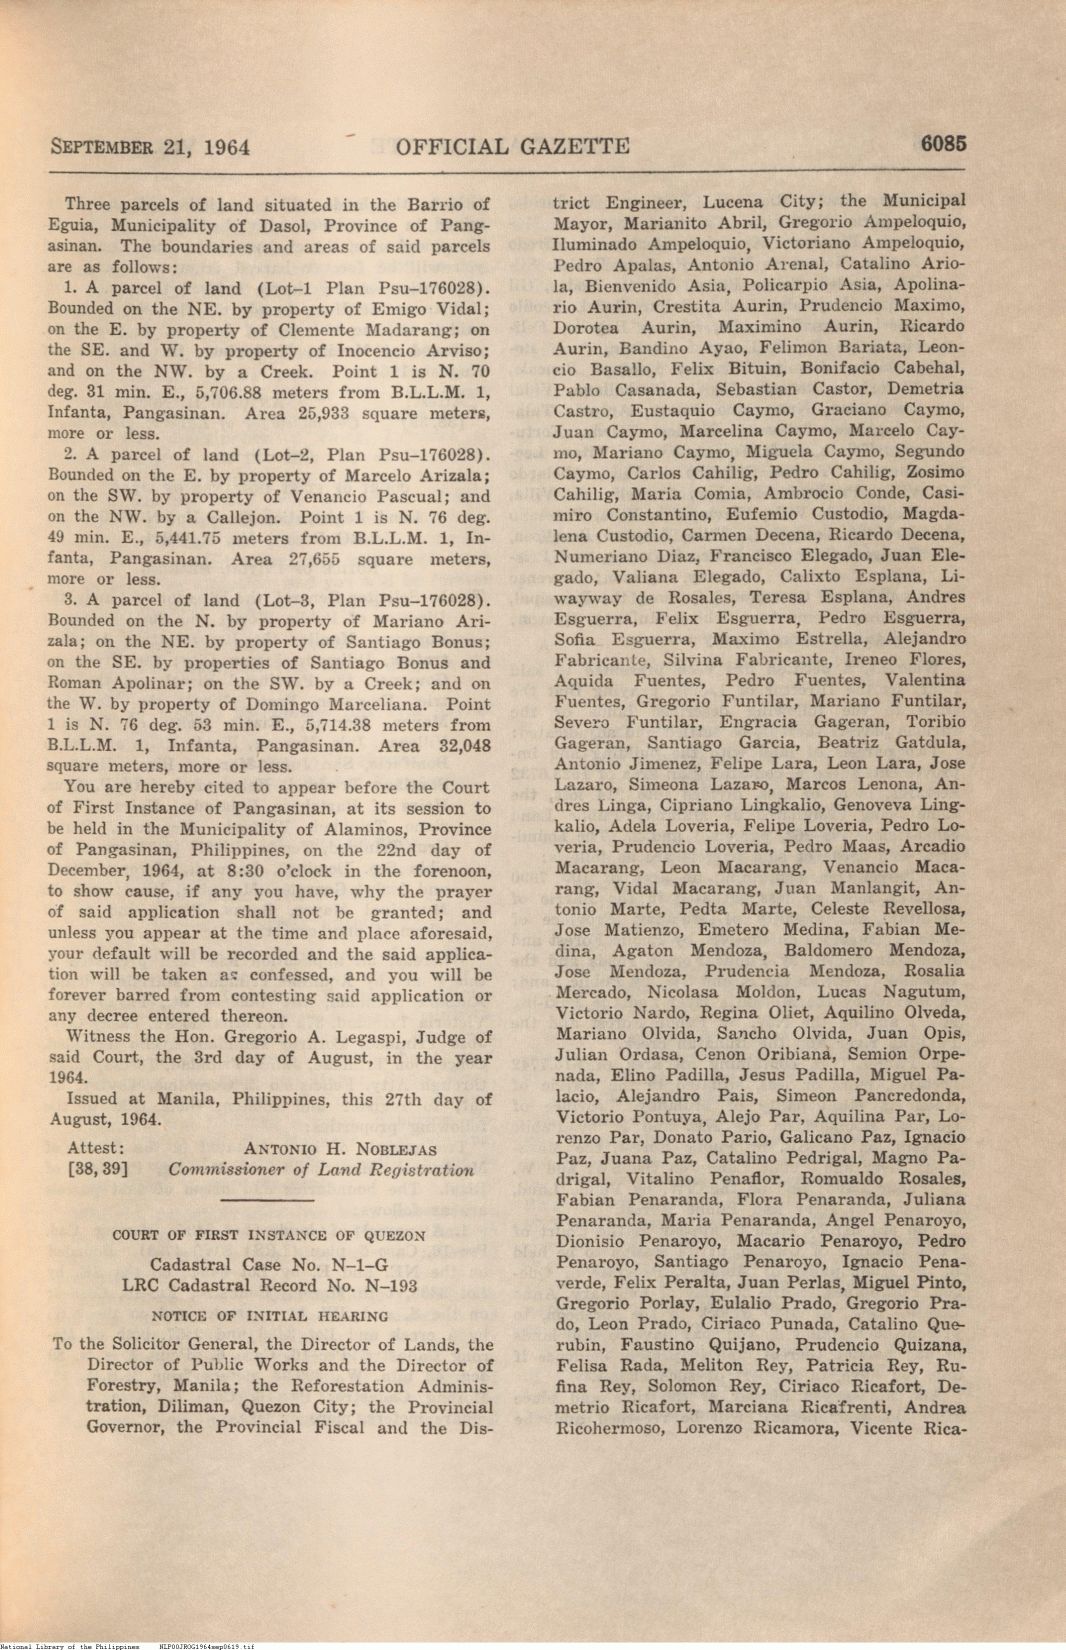 SEPTEMBER 21, 1964 OFFICIAL GAZETTE 6085
Three parcels of land situated in the Barrio of
Eguia, Municipality of Dasol, Province of Pang-
asinan. The boundaries and areas of said parcels
are as follows:
1. A parcel of land (Lot-1 Plan Psu-176028).
Bounded on the NE. by property of Emigo Vidal;
on the E. by property of Clemente Madarang; on
the SE. and W. by property of Inocencio Arviso;
and on the NW. by a Creek. Point 1 is N. 70
deg. 31 min. E., 5,706.88 meters from B.L.L.M. 1,
Infanta, Pangasinan. Area 25,933 square meters,
more or less.
2. A parcel of land (Lot-2, Plan Psu-176028).
Bounded on the E. by property of Marcelo Arizala;
on the SW. by property of Venancio Pascual; and
on the NW. by a Callejon. Point 1 is N. 76 deg.
49 min. E., 5,441.75 meters from B.L.L.M. 1, In-
fanta, Pangasinan. Area 27,655 square meters,
more or less.
3. A parcel of land (Lot-3, Plan Psu-176028).
Bounded on the N. by property of Mariano Ari-
zala; on the NE. by property of Santiago Bonus;
on the SE. by properties of Santiago Bonus and
Roman Apolinar; on the SW. by a Creek; and on
the W. by property of Domingo Marceliana. Point
1 is N. 76 deg. 53 min. E., 5,714.38 meters from
B.L.L.M. 1, Infanta, Pangasinan. Area 32,048
square meters, more or less.
You are hereby cited to appear before the Court
of First Instance of Pangasinan, at its session to
be held in the Municipality of Alaminos, Province
of Pangasinan, Philippines, on the 22nd day of
December, 1964, at 8:30 o'clock in the forenoon,
to show cause, if any you have, why the prayer
of said application shall not be granted; and
unless you appear at the time and place aforesaid,
your default will be recorded and the said applica-
tion will be taken as confessed, and you will be
forever barred from contesting said application or
any decree entered thereon.
Witness the Hon. Gregorio A. Legaspi, Judge of
said Court, the 3rd day of August, in the year
1964.
Issued at Manila, Philippines, this 27th day of
August, 1964.
Attest: ANTONIO H. NOBLEJAS
[38, 39] Commissioner of Land Registration
COURT OF FIRST INSTANCE OF QUEZON
Cadastral Case No. N-1-G
LRC Cadastral Record No. N-193
NOTICE OF INITIAL HEARING
To the Solicitor General, the Director of Lands, the
Director of Public Works and the Director of
Forestry, Manila; the Reforestation Adminis-
tration, Diliman, Quezon City; the Provincial
Governor, the Provincial Fiscal and the Dis-
trict Engineer, Lucena City; the Municipal
Mayor, Marianito Abril, Gregorio Ampeloquio,
Iluminado Ampeloquio, Victoriano Ampeloquio,
Pedro Apalas, Antonio Arenal, Catalino Ario-
la, Bienvenido Asia, Policarpio Asia, Apolina-
rio Aurin, Crestita Aurin, Prudencio Maximo,
Dorotea Aurin, Maximino Aurin, Ricardo
Aurin, Bandino Ayao, Felimon Bariata, Leon-
cio Basallo, Felix Bituin, Bonifacio Cabehal,
Pablo Casanada, Sebastian Castor, Demetria
Castro, Eustaquio Caymo, Graciano Caymo,
Juan Caymo, Marcelina Caymo, Marcelo Cay-
mo, Mariano Caymo, Miguela Caymo, Segundo
Caymo, Carlos Cahilig, Pedro Cahilig, Zosimo
Cahilig, Maria Comia, Ambrocio Conde, Casi-
miro Constantino, Eufemio Custodio, Magda-
lena Custodio, Carmen Decena, Ricardo Decena,
Numeriano Diaz, Francisco Elegado, Juan Ele-
gado, Valiana Elegado, Calixto Esplana, Li-
wayway de Rosales, Teresa Esplana, Andres
Esguerra, Felix Esguerra, Pedro Esguerra,
Sofia Esguerra, Maximo Estrella, Alejandro
Fabricante, Silvina Fabricante, Ireneo Flores,
Aquida Fuentes, Pedro Fuentes, Valentina
Fuentes, Gregorio Funtilar, Mariano Funtilar,
Severo Funtilar, Engracia Gageran, Toribio
Gageran, Santiago Garcia, Beatriz Gatdula,
Antonio Jimenez, Felipe Lara, Leon Lara, Jose
Lazaro, Simeona Lazaro, Marcos Lenona, An-
dres Linga, Cipriano Lingkalio, Genoveva Ling-
kalio, Adela Loveria, Felipe Loveria, Pedro Lo-
veria, Prudencio Loveria, Pedro Maas, Arcadio
Macarang, Leon Macarang, Venancio Maca-
rang, Vidal Macarang, Juan Manlangit, An-
tonio Marte, Pedta Marte, Celeste Revellosa,
Jose Matienzo, Emetero Medina, Fabian Me-
dina, Agaton Mendoza, Baldomero Mendoza,
Jose Mendoza, Prudencia Mendoza, Rosalia
Mercado, Nicolasa Moldon, Lucas Nagutum,
Victorio Nardo, Regina Oliet, Aquilino Olveda,
Mariano Olvida, Sancho Olvida, Juan Opis,
Julian Ordasa, Cenon Oribiana, Semion Orpe-
nada, Elino Padilla, Jesus Padilla, Miguel Pa-
lacio, Alejandro Pais, Simeon Pancredonda,
Victorio Pontuya, Alejo Par, Aquilina Par, Lo-
renzo Par, Donato Pario, Galicano Paz, Ignacio
Paz, Juana Paz, Catalino Pedrigal, Magno Pa-
drigal, Vitalino Penaflor, Romualdo Rosales,
Fabian Penaranda, Flora Penaranda, Juliana
Penaranda, Maria Penaranda, Angel Penaroyo,
Dionisio Penaroyo, Macario Penaroyo, Pedro
Penaroyo, Santiago Penaroyo, Ignacio Pena-
verde, Felix Peralta, Juan Perlas, Miguel Pinto,
Gregorio Porlay, Eulalio Prado, Gregorio Pra-
do, Leon Prado, Ciriaco Punada, Catalino Que-
rubin, Faustino Quijano, Prudencio Quizana,
Felisa Rada, Meliton Rey, Patricia Rey, Ru-
fina Rey, Solomon Rey, Ciriaco Ricafort, De-
metrio Ricafort, Marciana Ricafrenti, Andrea
Ricohermoso, Lorenzo Ricamora, Vicente Rica-
National Library of the Philippines NLP00JROG1964sep0619.tif